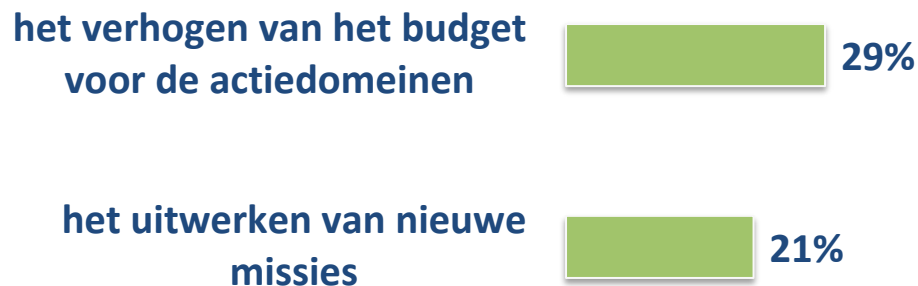 het verhogen van het budget
voor de actiedomeinen
29%
het uitwerken van nieuwe
missies
21%